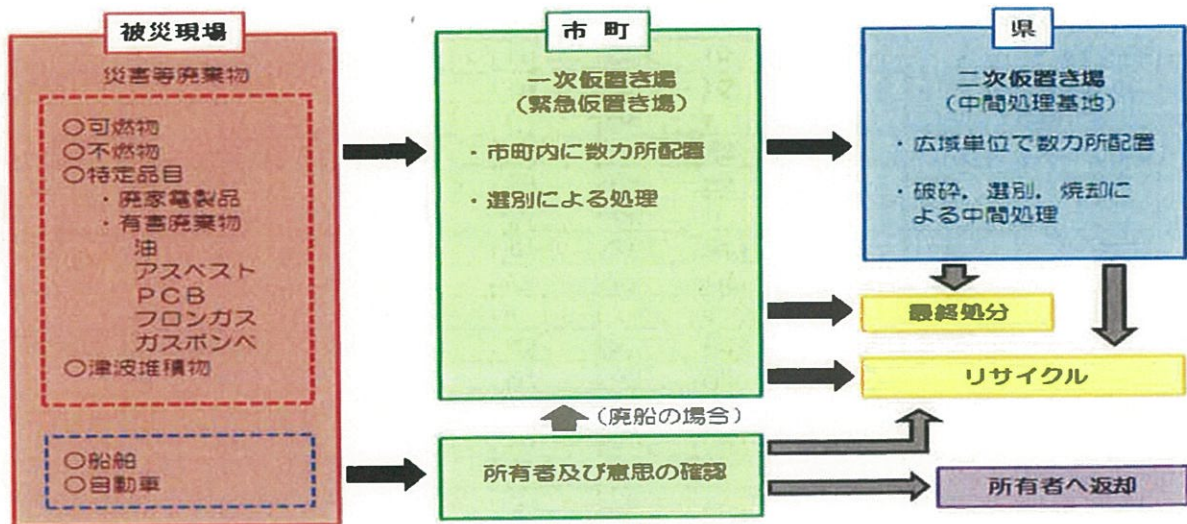 被災現場
災害等廃棄物
○可燃物
○不燃物
○特定品目
・廃家電製品
・有害廃棄物
油
アスベスト
PCB
フロンガス
ガスボンベ
○津波堆積物
○船舶
○自動車
市町
一次仮置き場
(緊急仮置き場)
・市町内に数カ所配置
・選別による処理
(廃船の場合)
所有者及び意思の確認
県
二次仮置き場
(中間処理基地)
・広域単位で数カ所配置
・破砕，選別，焼却に
よる中間処理
最終処分
リサイクル
所有者へ返却